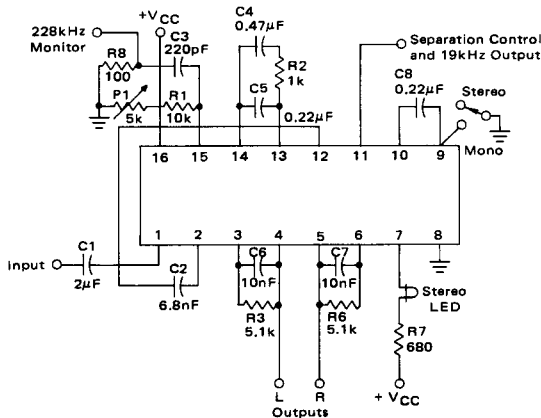 +VCC
228kHz
Monitor
R8
100
C3
220pF
P1
5k
R1
10k
C4
0.47μF
R2
1k
C5
0.22μF
Separation Control
and 19kHz Output
C8
0.22μF
Stereo
Mono
16
15
14
13
12
11
10
9
1
2
3
4
5
6
7
8
Input
C1
2μF
C2
6.8nF
C6
10nF
R3
5.1k
C7
10nF
R6
5.1k
Stereo
LED
R7
680
L
R
Outputs
+ VCC